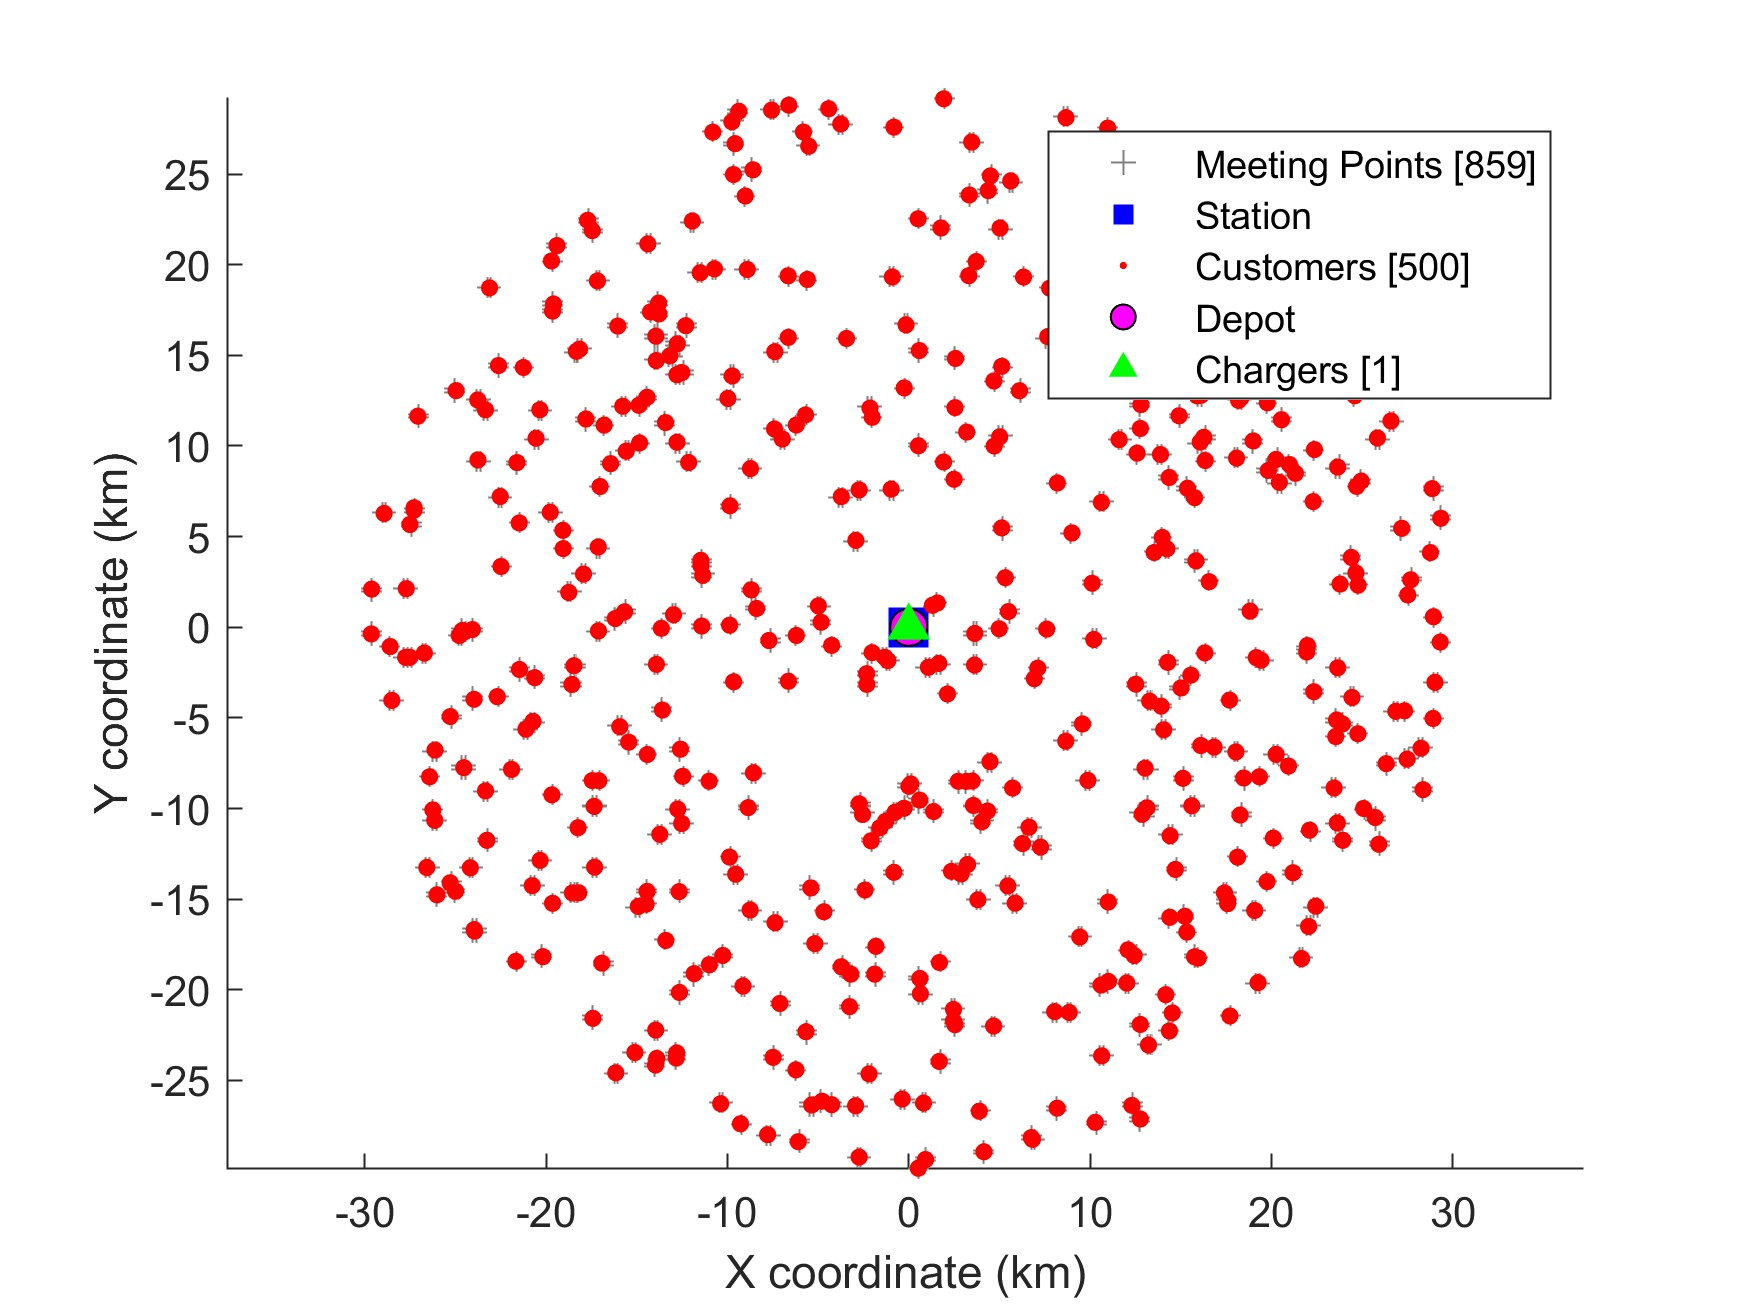 25
20
15
10
5
0
-5
-10
-15
-20
-25
Y coordinate (km)
Meeting Points [859]
Station
Customers [500]
Depot
Chargers [1]
-30 -20 -10 0 10 20 30
X coordinate (km)